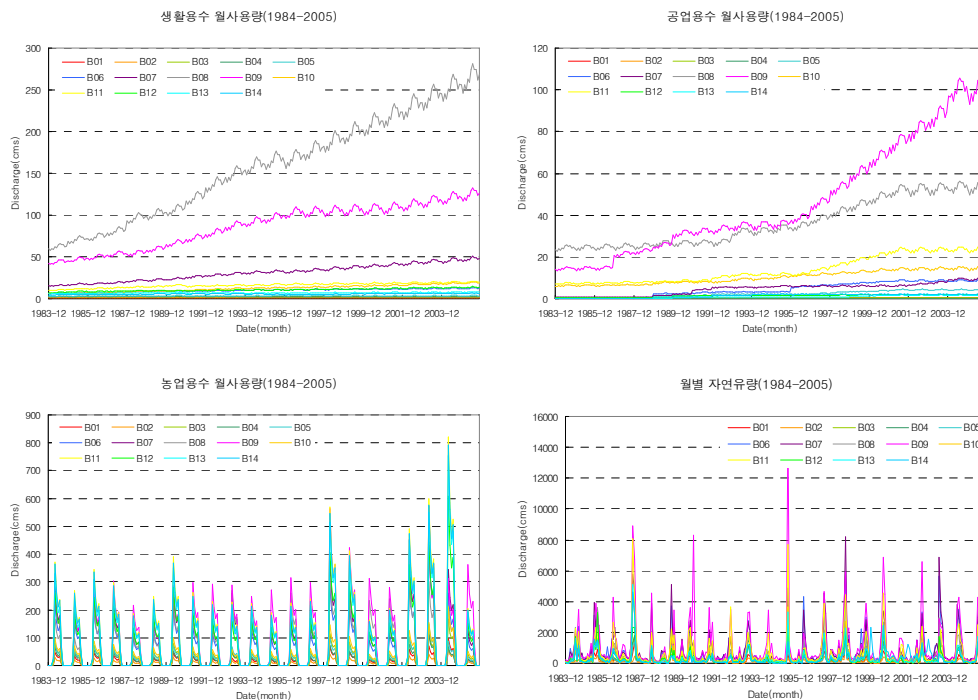 생활용수 월사용량(1984-2005)
300
250
200
150
100
50
0
Discharge(cms)
B01 B02 B03 B04 B05
B06 B07 B08 B09 B10
B11 B12 B13 B14
1983-12 1985-12 1987-12 1989-12 1991-12 1993-12 1995-12 1997-12 1999-12 2001-12 2003-12
Date(month)
공업용수 월사용량(1984-2005)
120
100
80
60
40
20
0
Discharge(cms)
B01 B02 B03 B04 B05
B06 B07 B08 B09 B10
B11 B12 B13 B14
1983-12 1985-12 1987-12 1989-12 1991-12 1993-12 1995-12 1997-12 1999-12 2001-12 2003-12
Date(month)
농업용수 월사용량(1984-2005)
900
800
700
600
500
400
300
200
100
0
Discharge(cms)
B01 B02 B03 B04 B05
B06 B07 B08 B09 B10
B11 B12 B13 B14
1983-12 1985-12 1987-12 1989-12 1991-12 1993-12 1995-12 1997-12 1999-12 2001-12 2003-12
Date(month)
월별 자연유량(1984-2005)
16000
14000
12000
10000
8000
6000
4000
2000
0
Discharge(cms)
B01 B02 B03 B04 B05
B06 B07 B08 B09 B10
B11 B12 B13 B14
1983-12 1985-12 1987-12 1989-12 1991-12 1993-12 1995-12 1997-12 1999-12 2001-12 2003-12
Date(month)